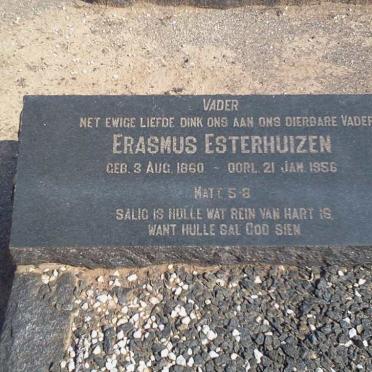 VADER
NET EWIGE LIEFDE DINK ONS AAN ONS DIERBARE VADER
ERASMUS ESTERHUIZEN
GEB. 3 AUG. 1860 - OORL. 21 JAN. 1956
MATT. 5-8
SALIG IS HULLE WAT REIN VAN HART IS,
WANT HULLE SAL GOD SIEN